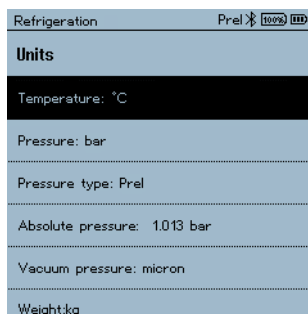 Refrigeration Prel 100%
Units
Temperature: °C
Pressure: bar
Pressure type: Prel
Absolute pressure: 1.013 bar
Vacuum pressure: micron
Weight:kg